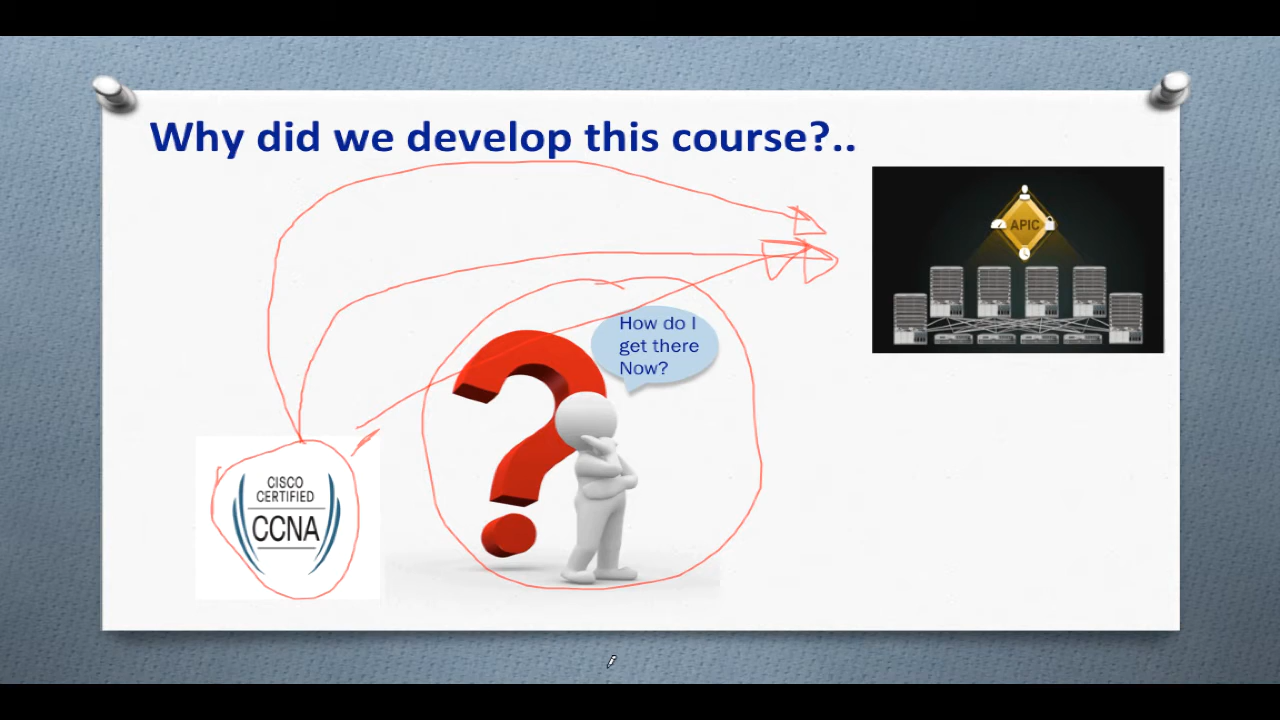 Why did we develop this course?..
APIC
How do I
get there
Now?
CISCO
CERTIFIED
CCNA